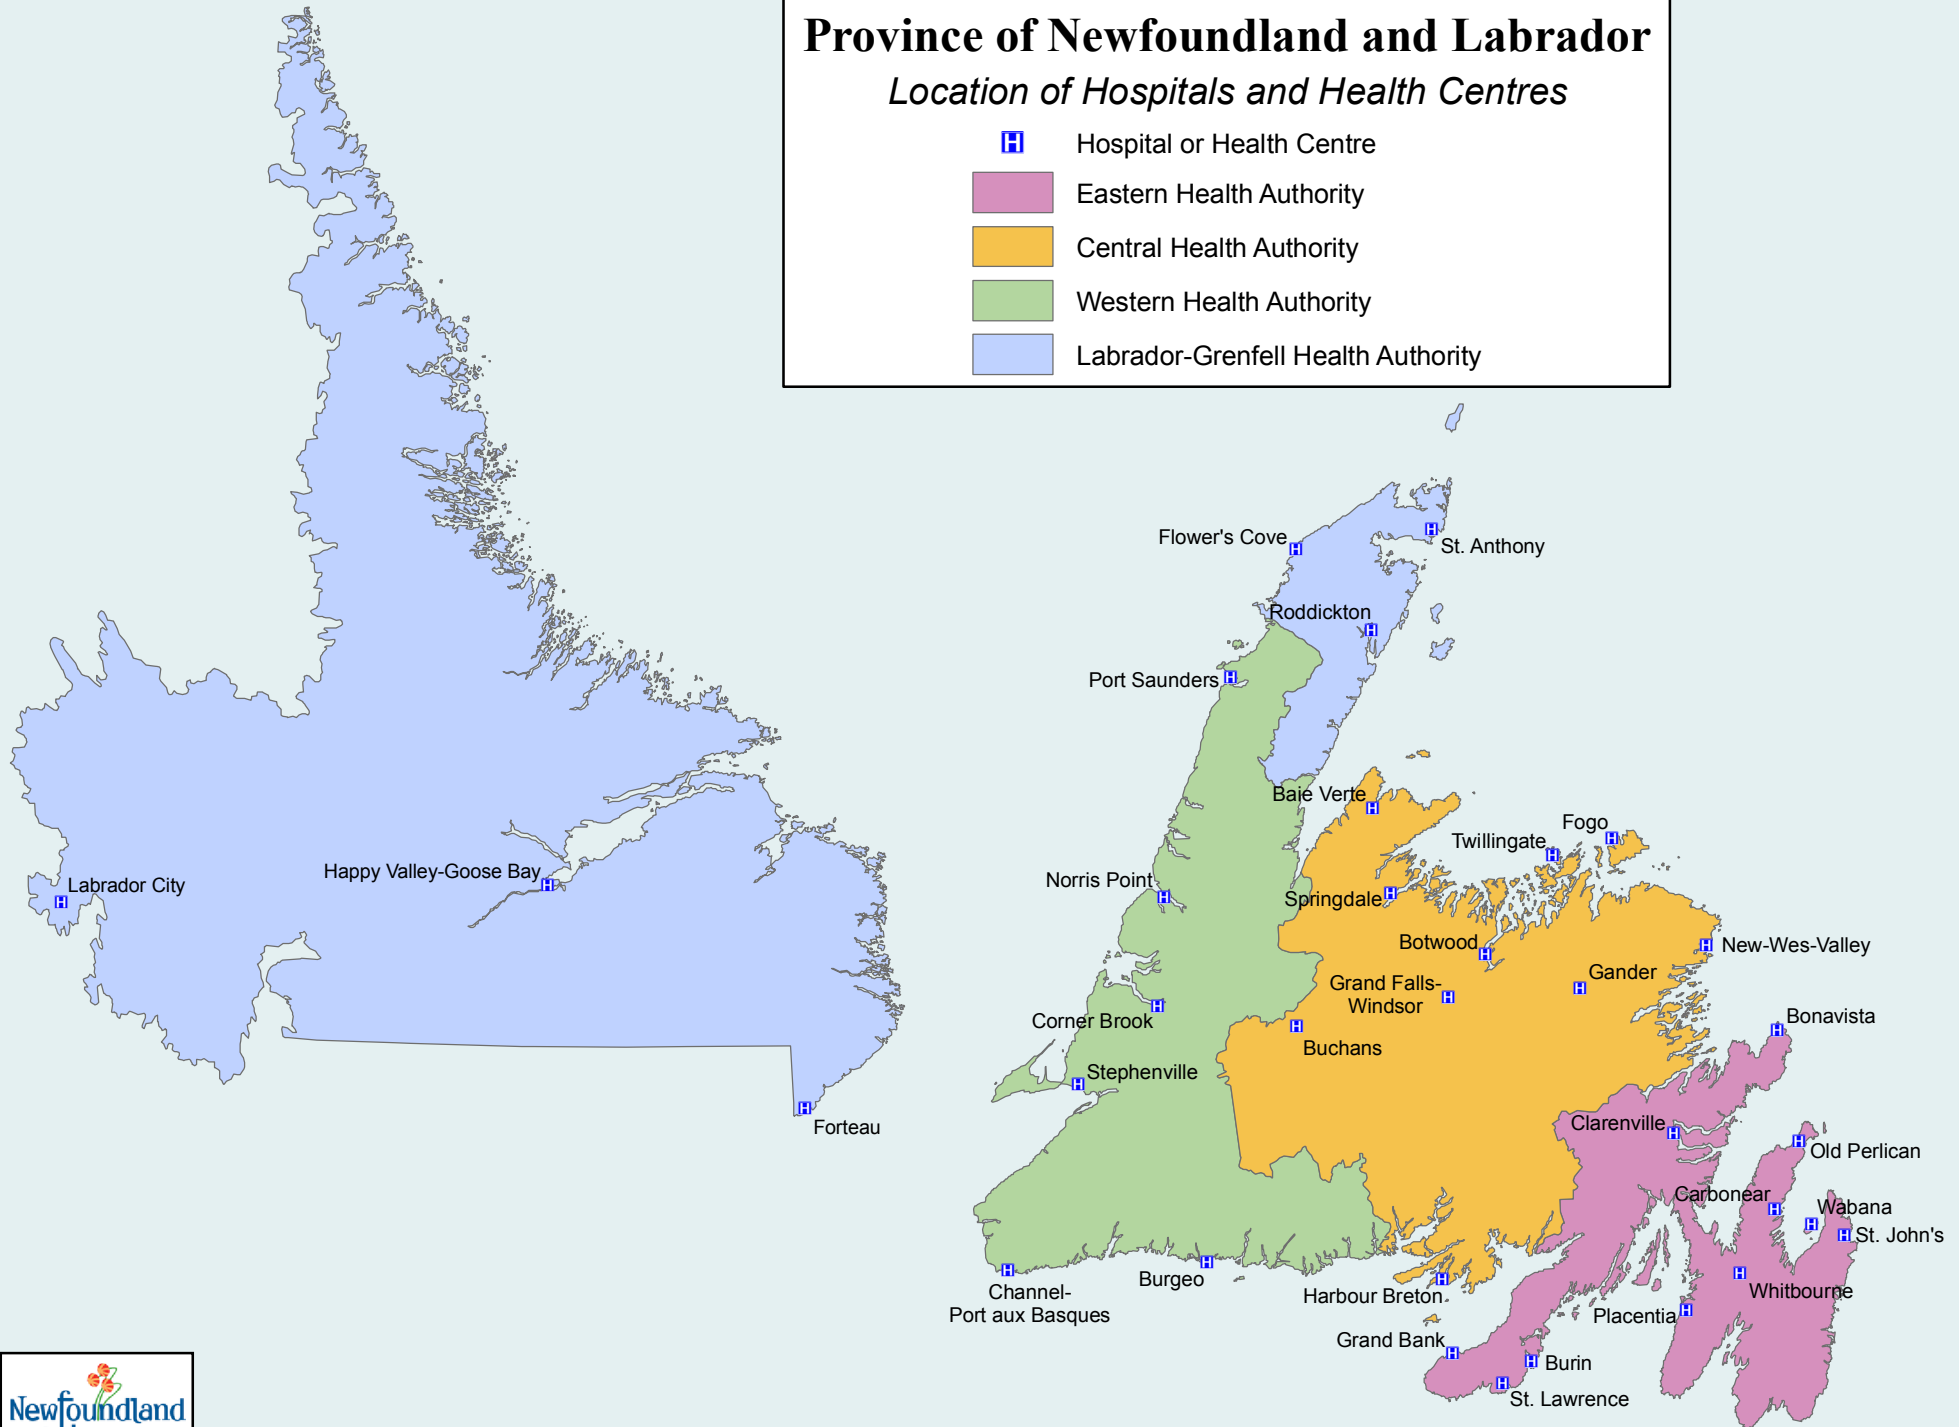 Province of Newfoundland and Labrador
Location of Hospitals and Health Centres
H Hospital or Health Centre
Eastern Health Authority
Central Health Authority
Western Health Authority
Labrador-Grenfell Health Authority
Flower's Cove
St. Anthony
Roddickton
Port Saunders
Baie Verte
Fogo
Twillingate
Happy Valley-Goose Bay
Labrador City
Norris Point
Springdale
Botwood
New-Wes-Valley
Gander
Grand Falls-
Windsor
Corner Brook
Bonavista
Buchans
Stephenville
Forteau
Clarenville
Old Perlican
Carbonear
Wabana
St. John's
Channel-
Port aux Basques
Burgeo
Harbour Breton
Whitbourne
Placentia
Grand Bank
Burin
St. Lawrence
Newfoundland